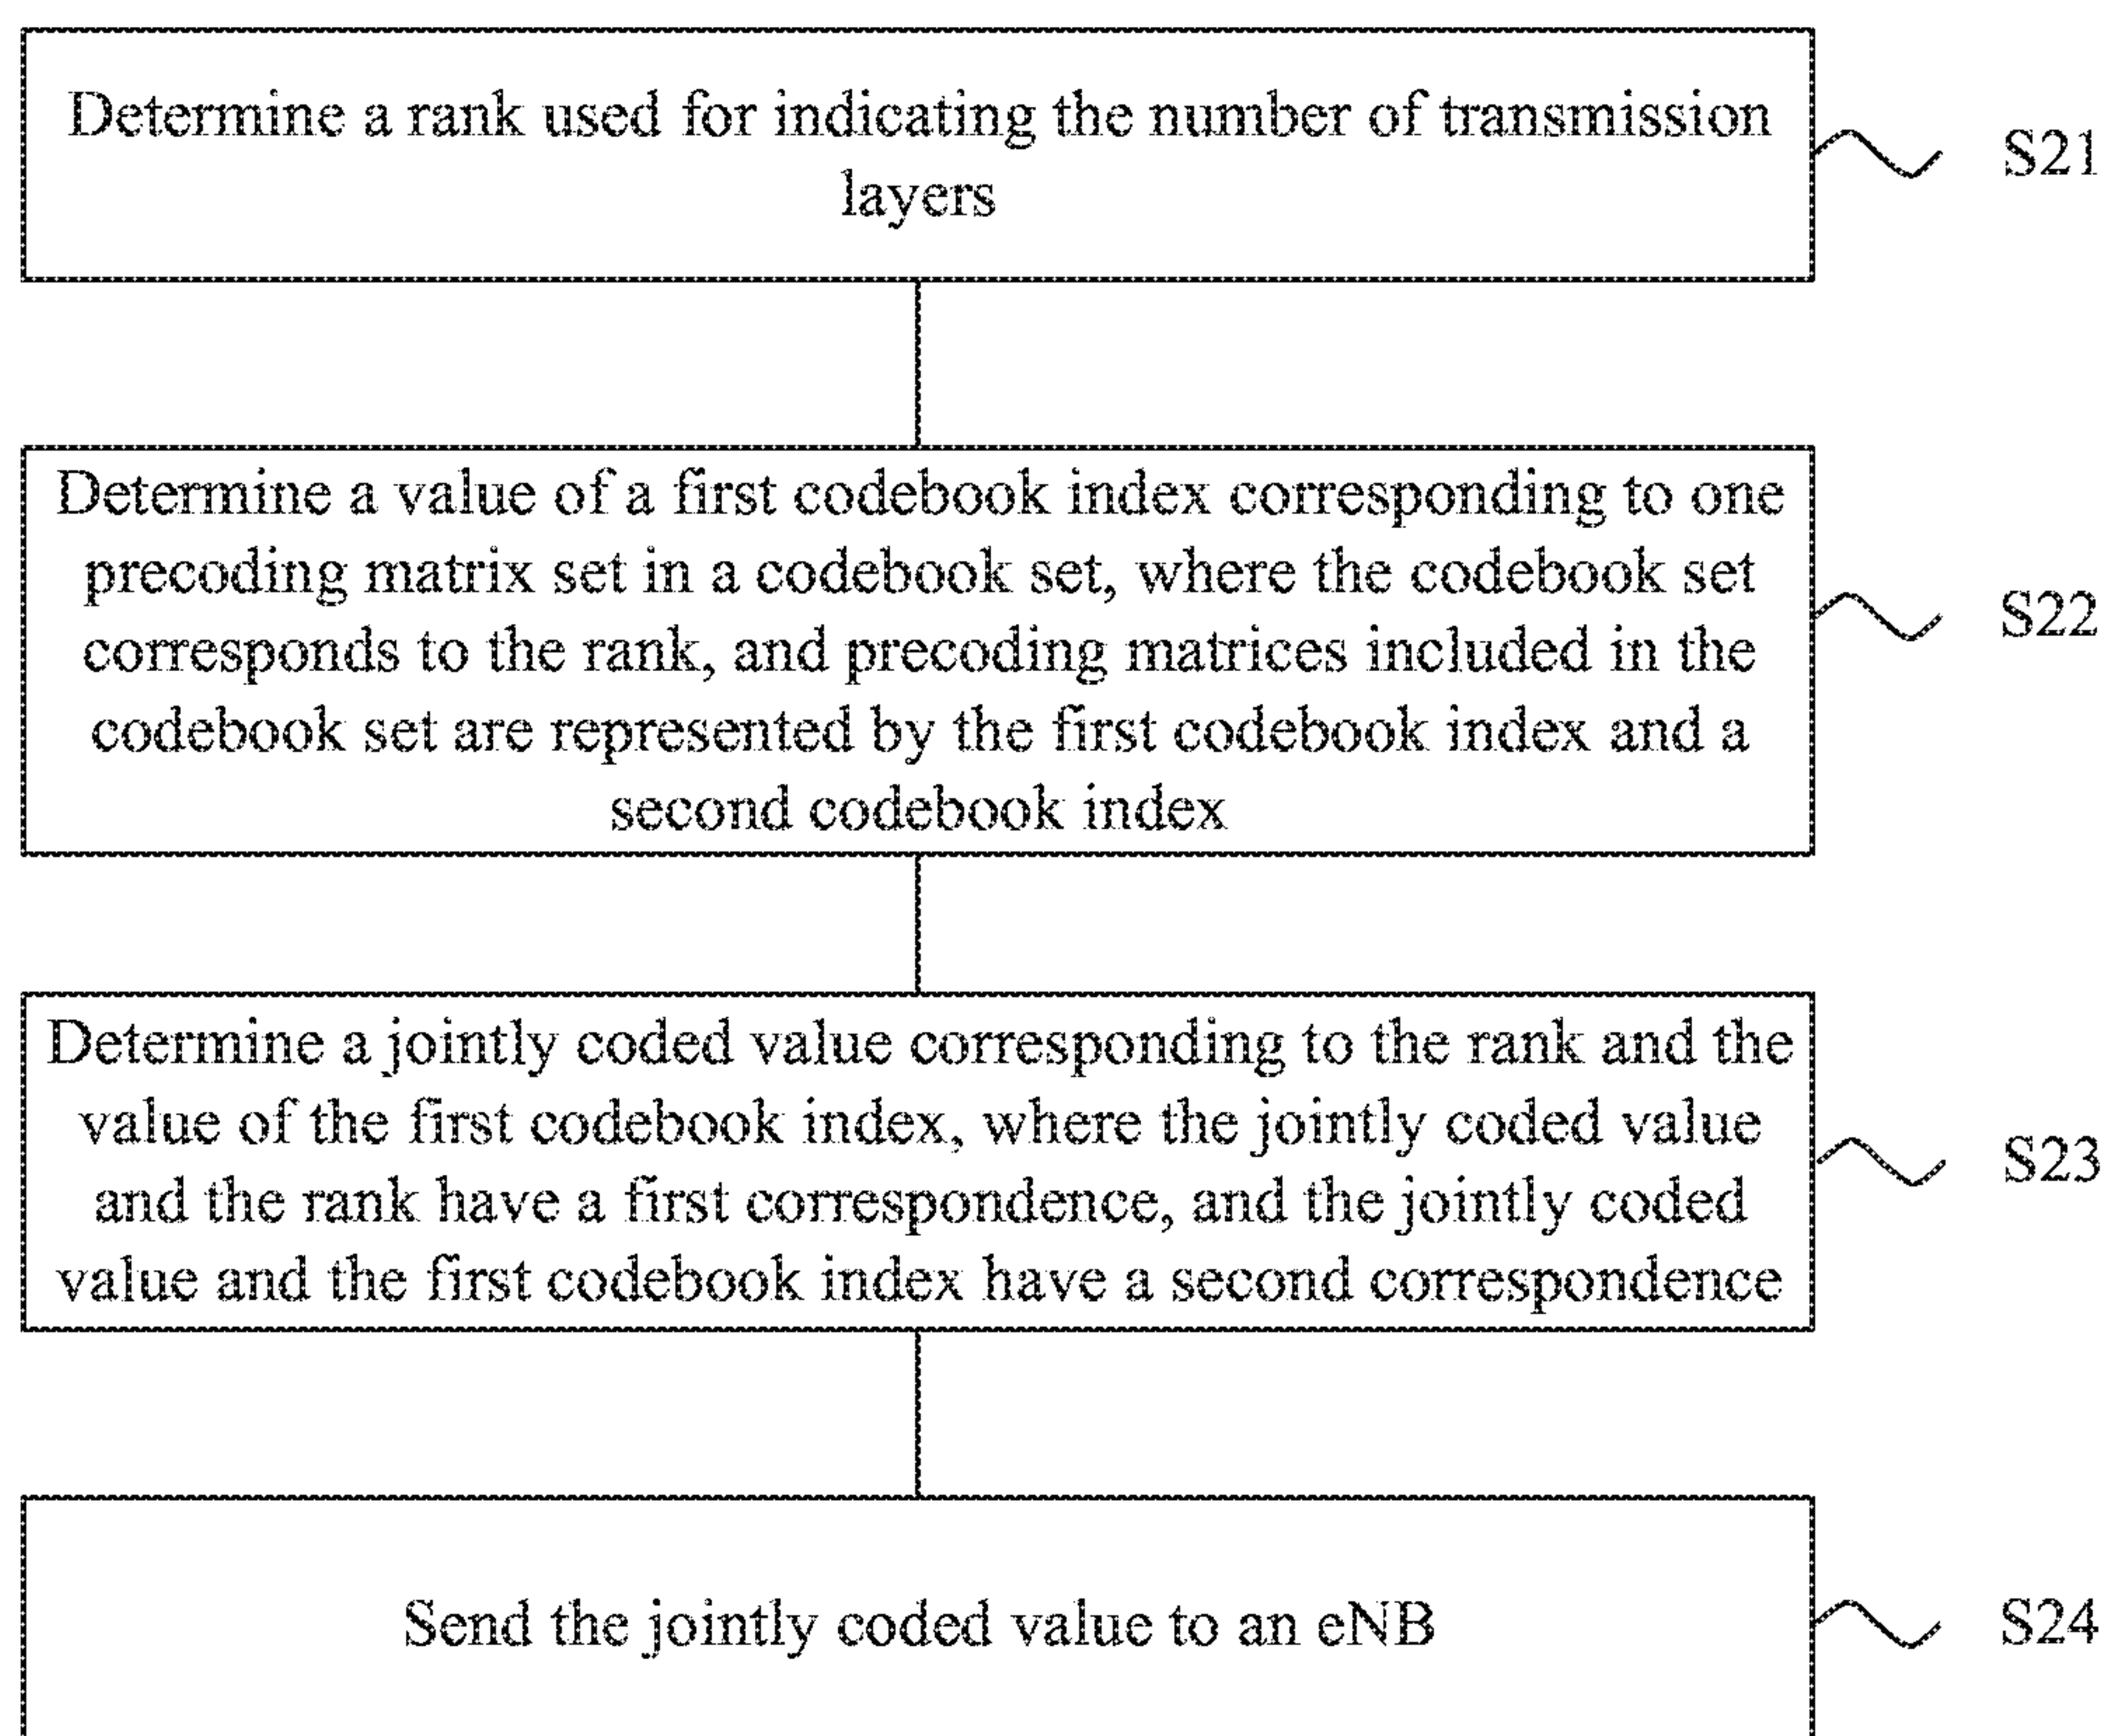 Determine a rank used for indicating the number of transmission
layers
S21
Determine a value of a first codebook index corresponding to one
precoding matrix set in a codebook set, where the codebook set
corresponds to the rank, and precoding matrices included in the
codebook set are represented by the first codebook index and a
second codebook index
S22
Determine a jointly coded value corresponding to the rank and the
value of the first codebook index, where the jointly coded value
and the rank have a first correspondence, and the jointly coded
value and the first codebook index have a second correspondence
S23
Send the jointly coded value to an eNB
S24